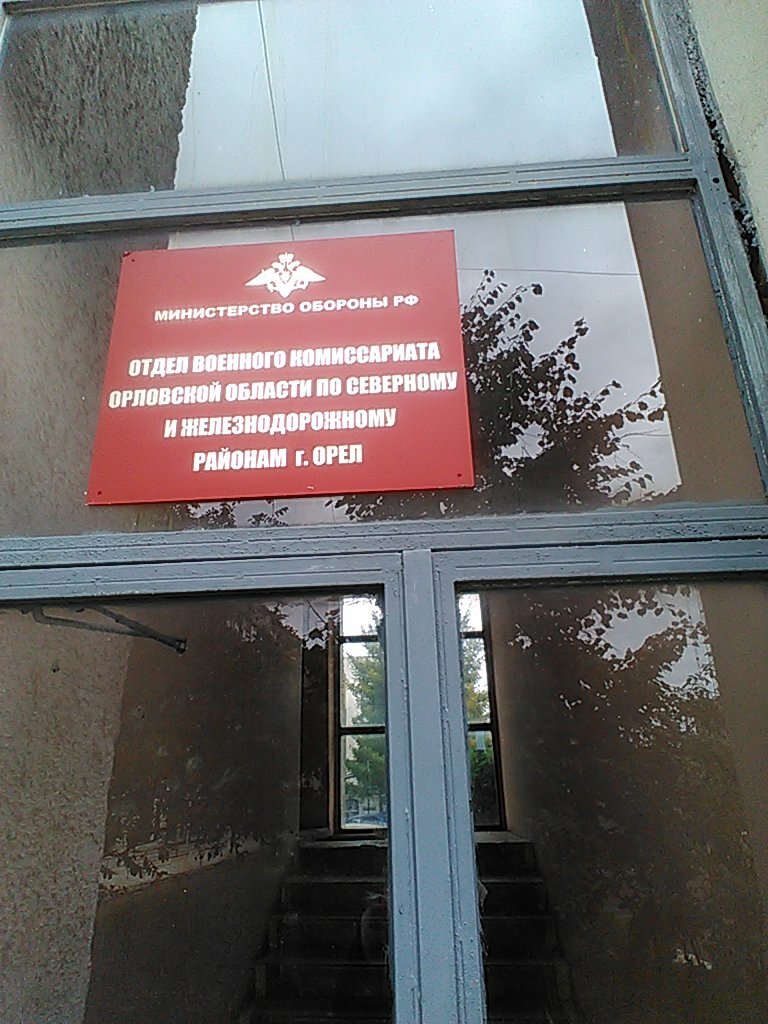 МИНИСТЕРСТВО ОБОРОНЫ РФ
ОТДЕЛ ВОЕННОГО КОМИССАРИАТА
ОРЛОВСКОЙ ОБЛАСТИ ПО СЕВЕРНОМУ
И ЖЕЛЕЗНОДОРОЖНОМУ
РАЙОНАМ г. ОРЕЛ